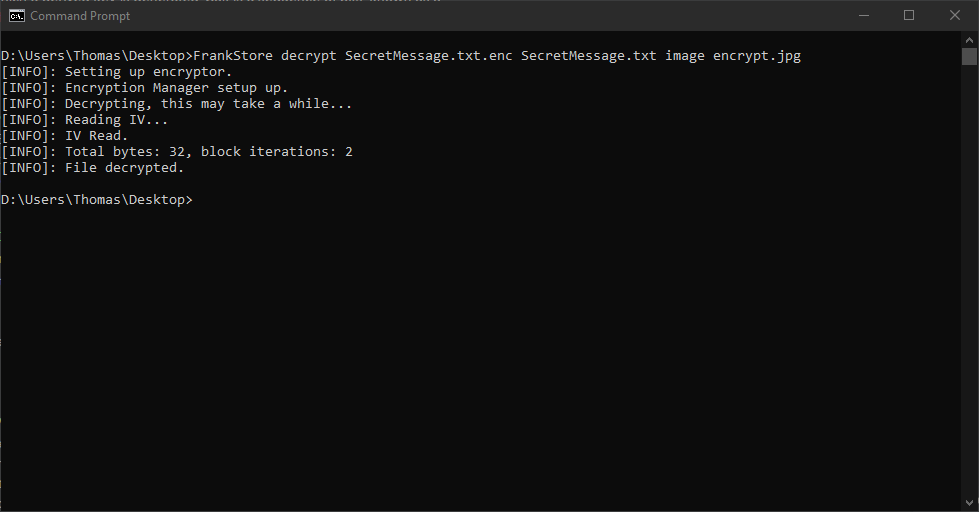 Command Prompt
D:\Users\Thomas\Desktop>FrankStore decrypt SecretMessage.txt.enc SecretMessage.txt image encrypt.jpg
[INFO]: Setting up encryptor.
[INFO]: Encryption Manager setup up.
[INFO]: Decrypting, this may take a while...
[INFO]: Reading IV...
[INFO]: IV Read.
[INFO]: Total bytes: 32, block iterations: 2
[INFO]: File decrypted.
D:\Users\Thomas\Desktop>